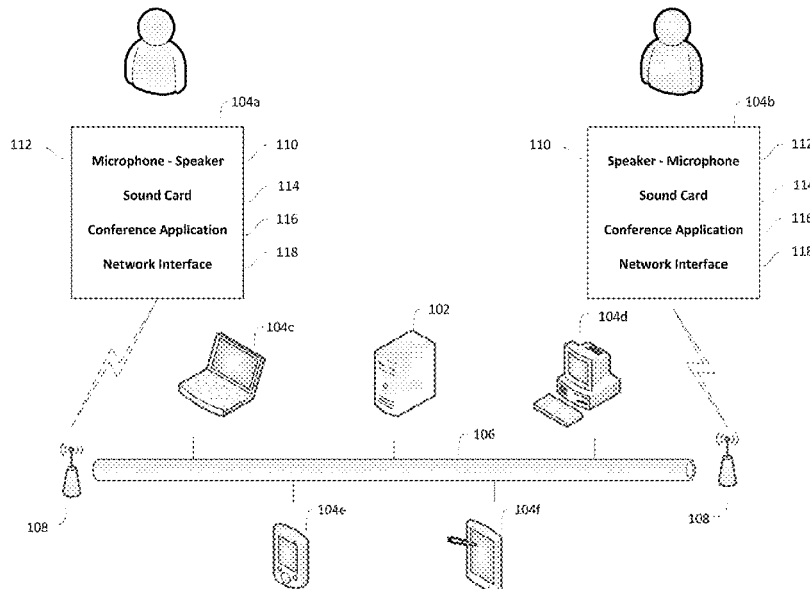 104a
104b
112
Microphone - Speaker
110
Sound Card
114
Conference Application
116
Network Interface
118
110
Speaker - Microphone
112
Sound Card
114
Conference Application
116
Network Interface
118
104c
102
104d
106
108
108
104e
104f